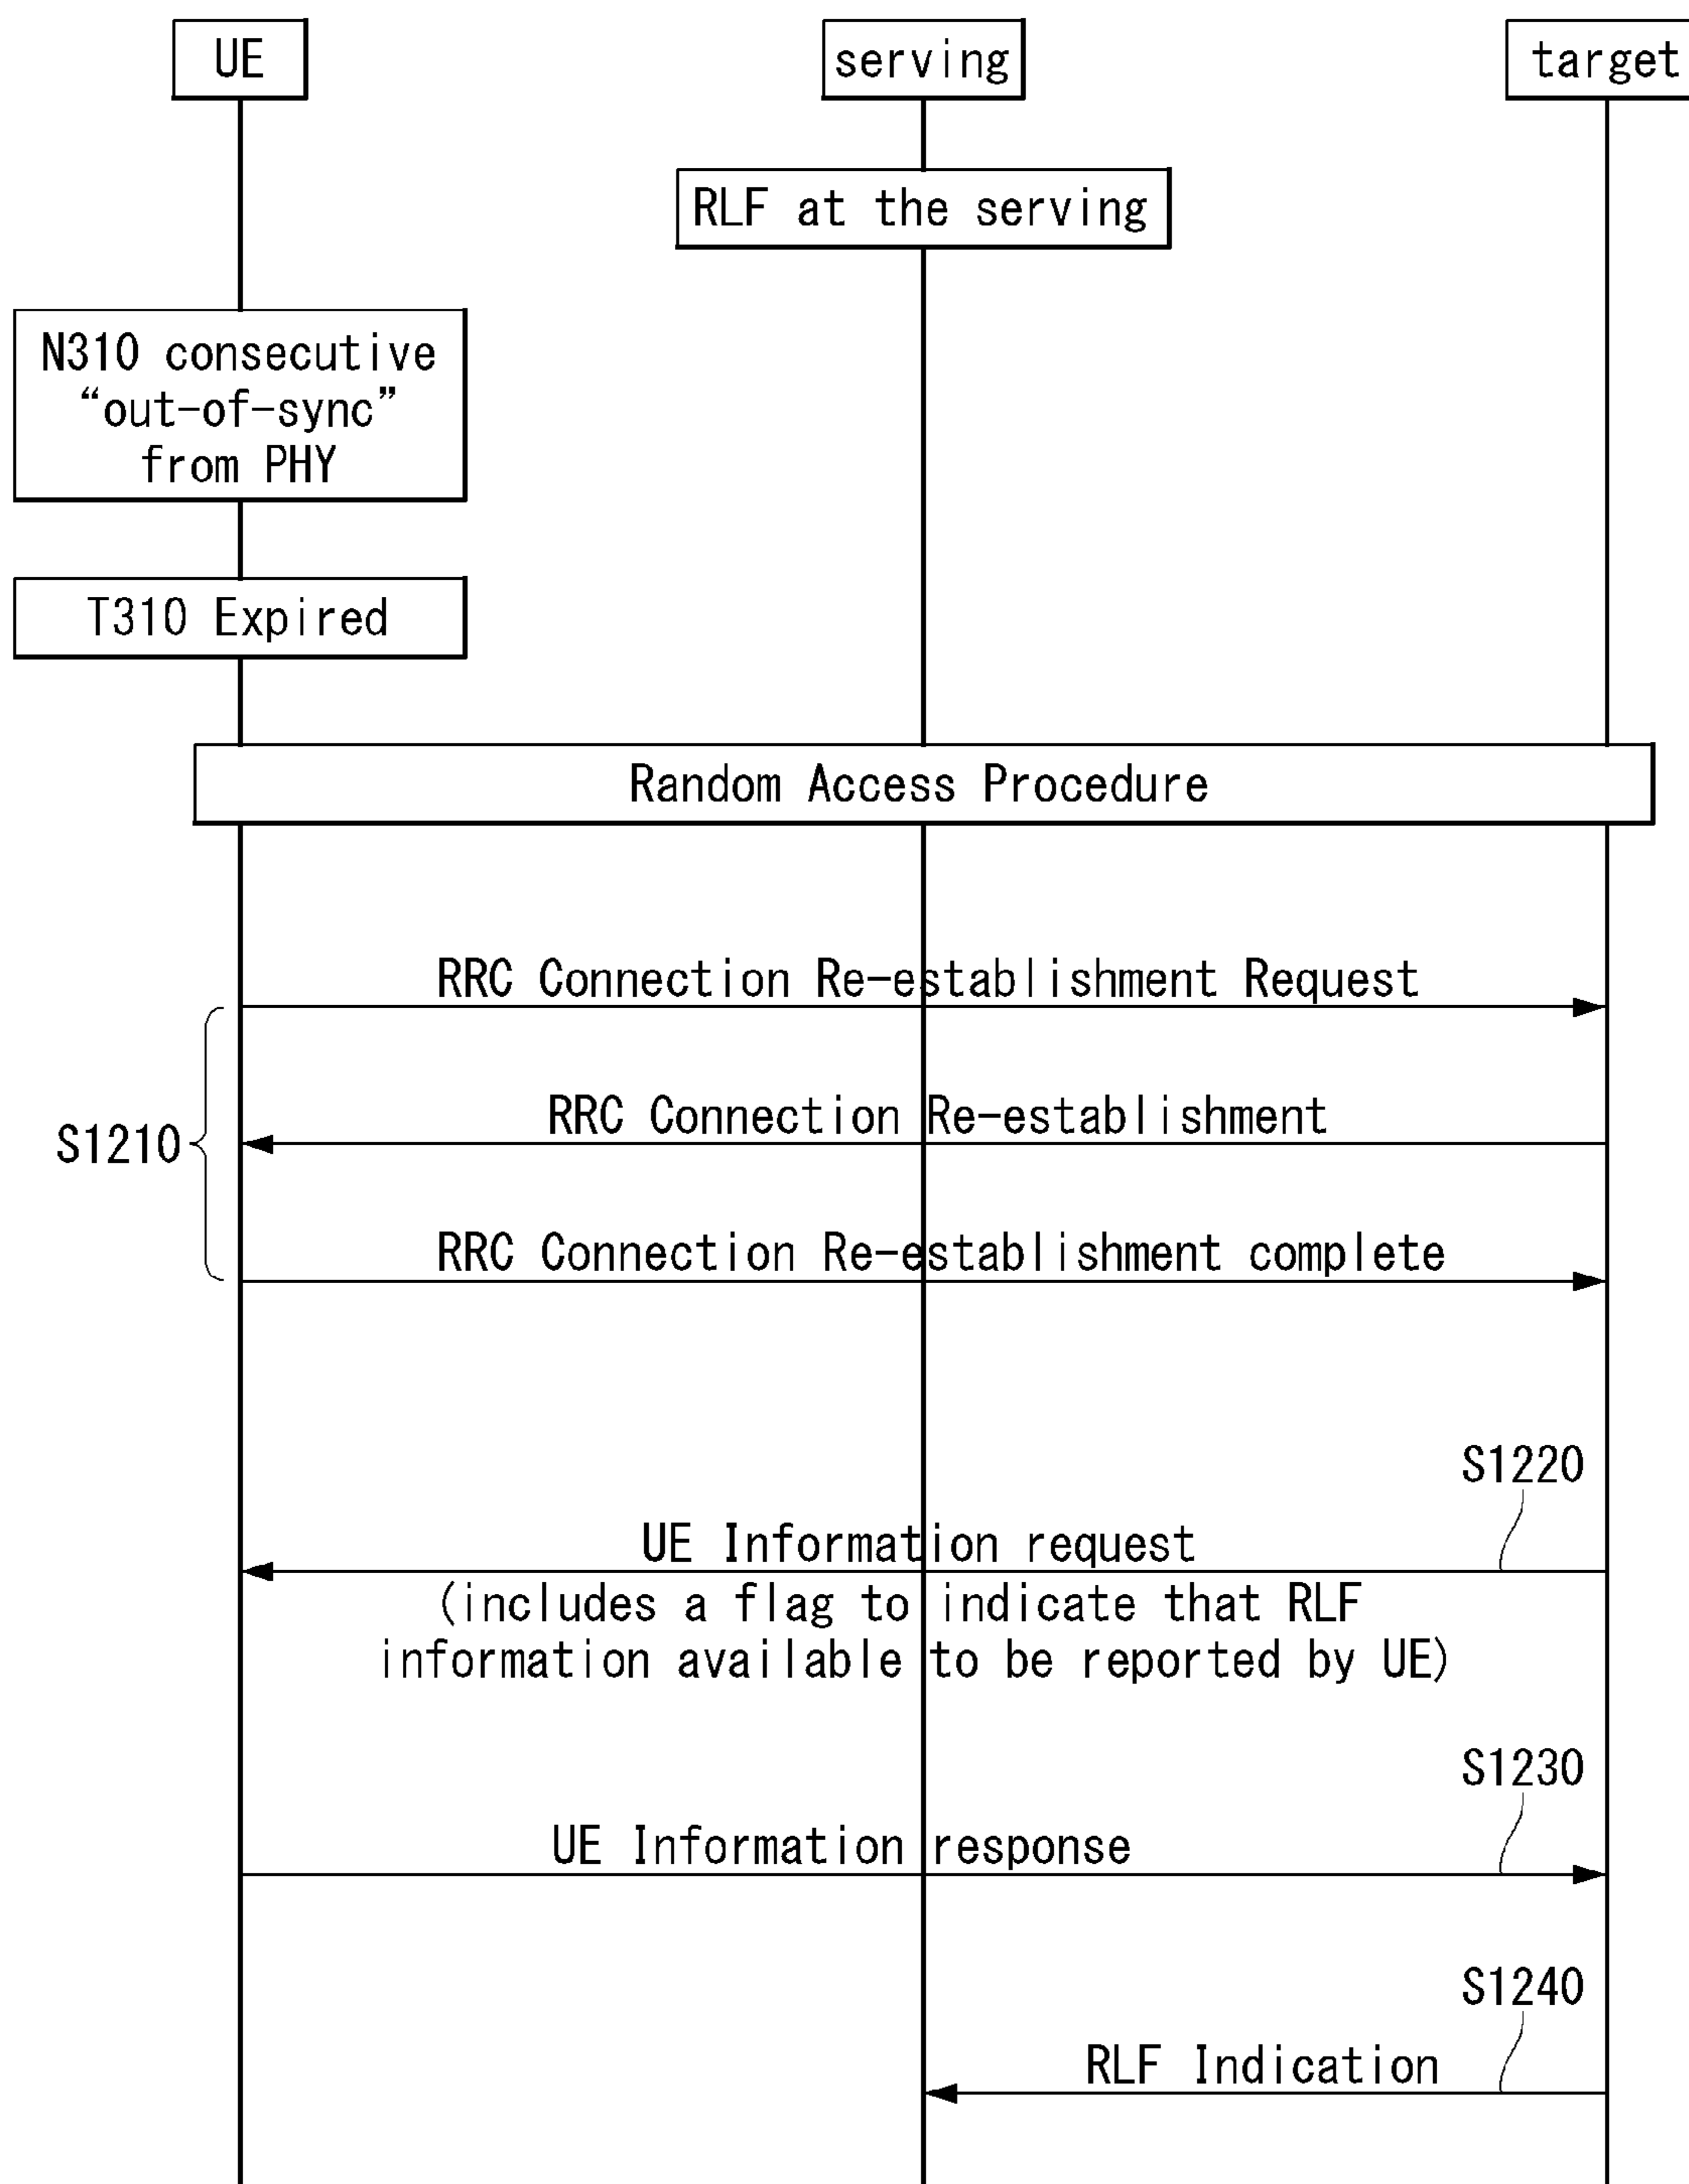 UE
serving
target
RLF at the serving
N310 consecutive
“out-of-sync”
from PHY
T310 Expired
Random Access Procedure
RRC Connection Re-establishment Request
RRC Connection Re-establishment
S1210
RRC Connection Re-establishment complete
S1220
UE Information request
(includes a flag to indicate that RLF
information available to be reported by UE)
S1230
UE Information response
S1240
RLF Indication